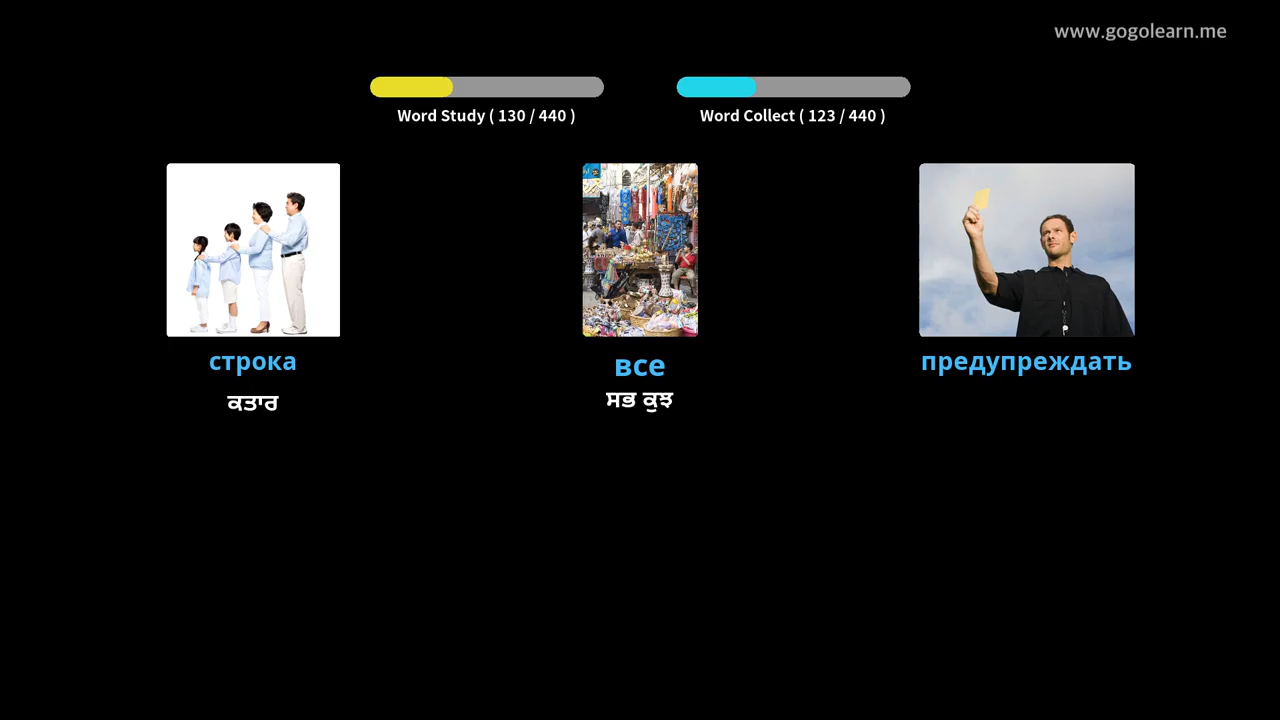 www.gogolearn.me
Word Study ( 130 / 440 )
Word Collect ( 123 / 440 )
строка
ਕਤਾਰ
все
ਸਭ ਕੁਝ
предупреждать